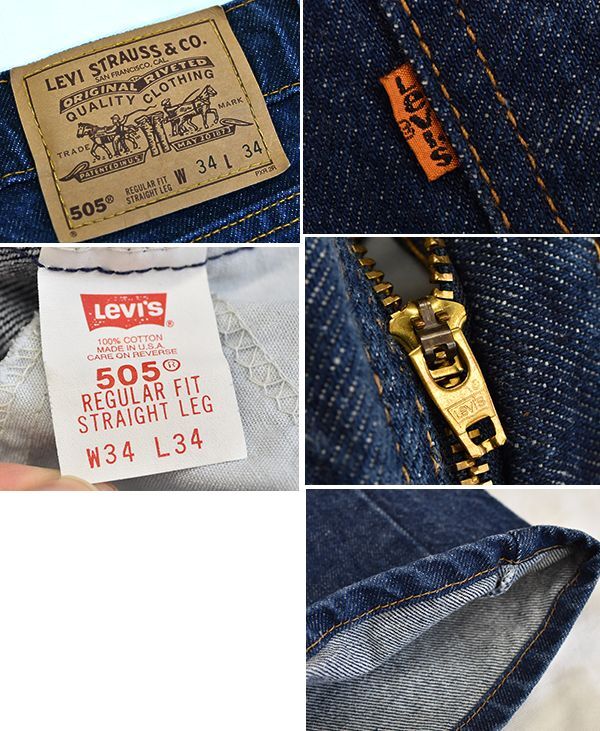 LEVI STRAUSS & CO.
SAN FRANCISCO, CAL.
ORIGINAL RIVETED
QUALITY CLOTHING
TRADE MARK
PATENTED IN U.S. MAY 20 1873
505® REGULAR FIT STRAIGHT LEG W 34 L 34
LEVI'S
®
LEVI'S
®
100% COTTON
MADE IN U.S.A.
CARE ON REVERSE
505®
REGULAR FIT
STRAIGHT LEG
W34 L34
Levi's